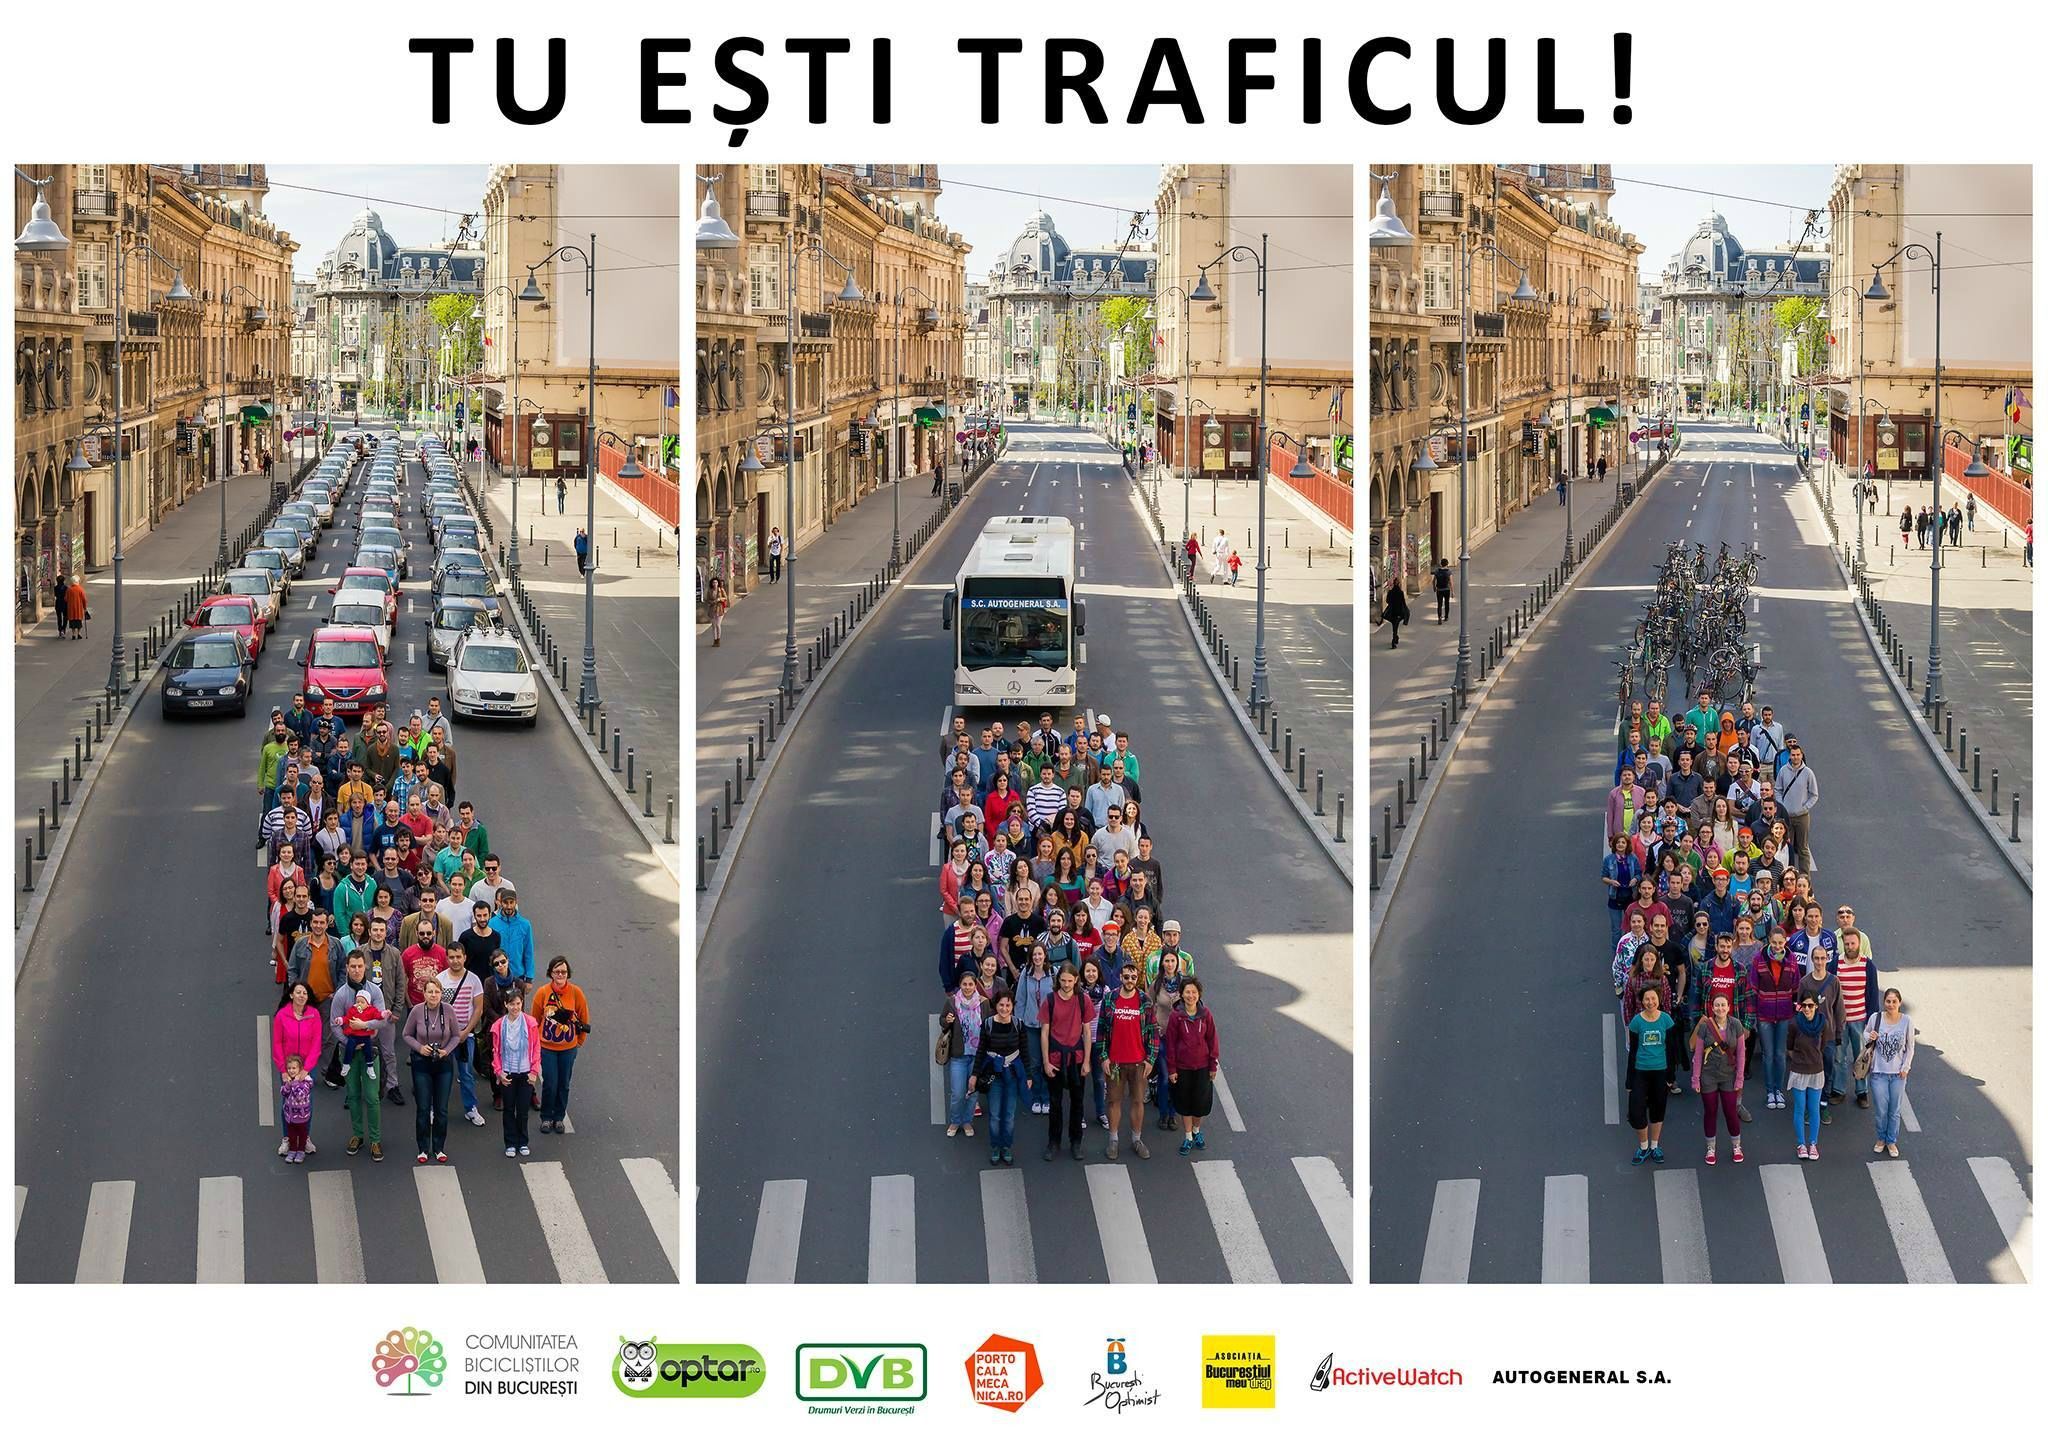 TU EȘTI TRAFICUL!
S.C. AUTOGENERAL S.A.
COMUNITATEA
BICICLIȘTILOR
DIN BUCUREȘTI
optar.ro
DVB
Drumuri Verzi în București
PORTO
CALA
MECA
NICA.RO
B
București
Optimist
ASOCIAȚIA
Bucureștiul
meu drag
ActiveWatch
AUTOGENERAL S.A.